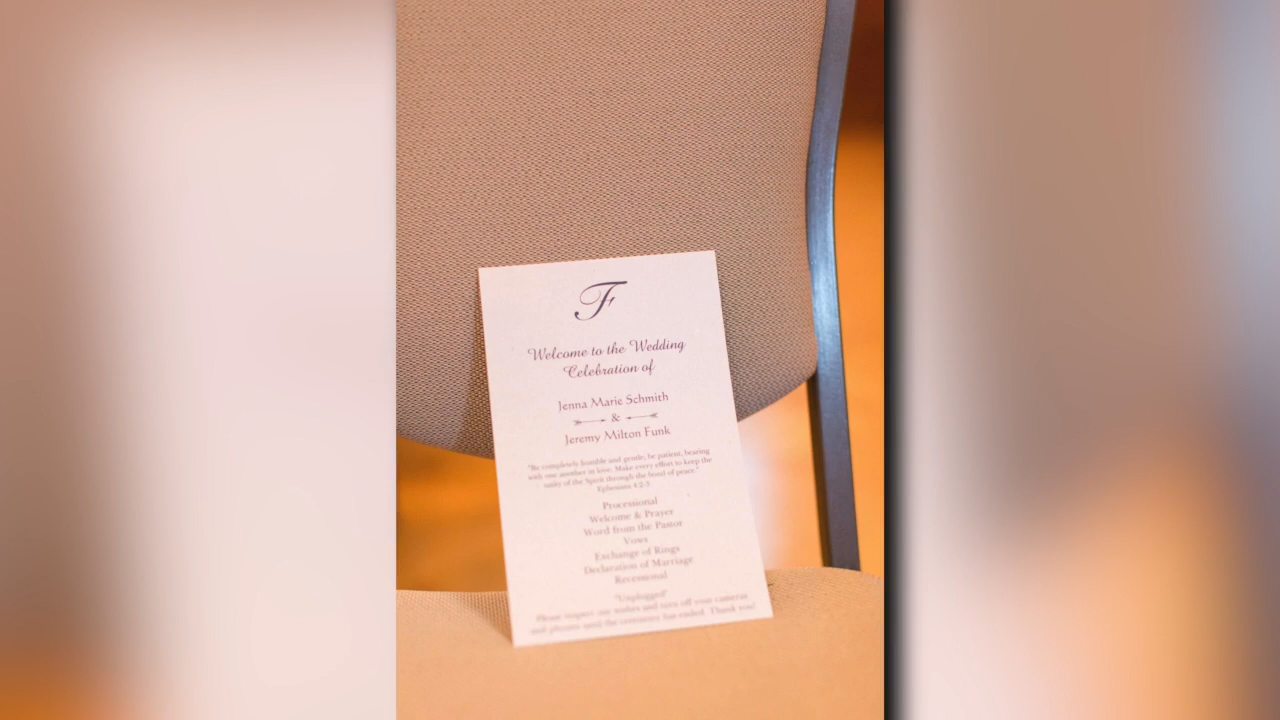 F
Welcome to the Wedding
Celebration of
Jenna Marie Schmith
&
Jeremy Milton Funk
"Be completely humble and gentle; be patient, bearing
with one another in love. Make every effort to keep the
unity of the Spirit through the bond of peace."
Ephesians 4:2-3
Processional
Welcome & Prayer
Word from the Pastor
Vows
Exchange of Rings
Declaration of Marriage
Recessional
"Unplugged"
Please respect our wishes and turn off your cameras
and phones until the ceremony has ended. Thank you!